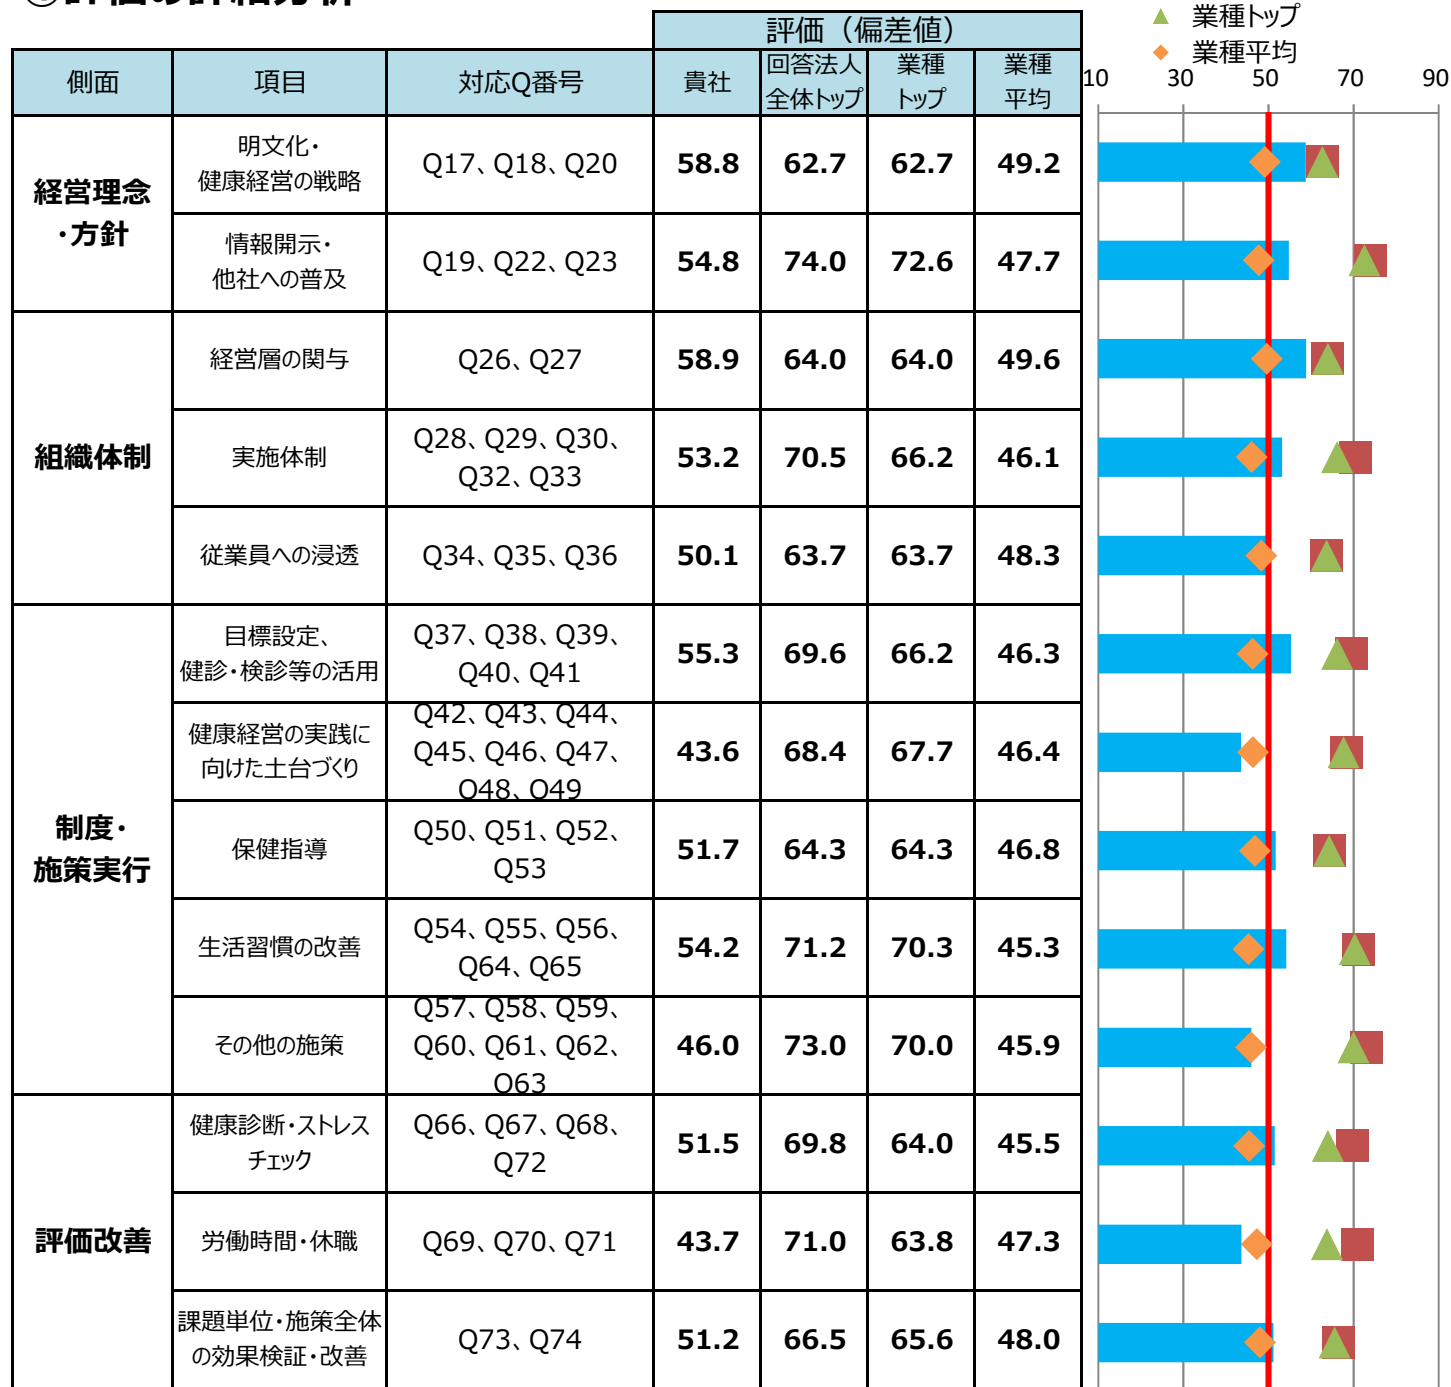 評価（偏差値）
▲ 業種トップ
◆ 業種平均
側面 項目 対応Q番号 貴社 回答法人 業種 業種
全体トップ トップ 平均
10 30 50 70 90
経営理念
・方針
明文化・
健康経営の戦略
Q17、Q18、Q20 58.8 62.7 62.7 49.2
情報開示・
他社への普及
Q19、Q22、Q23 54.8 74.0 72.6 47.7
組織体制
経営層の関与 Q26、Q27 58.9 64.0 64.0 49.6
実施体制
Q28、Q29、Q30、
Q32、Q33
53.2 70.5 66.2 46.1
従業員への浸透 Q34、Q35、Q36 50.1 63.7 63.7 48.3
制度・
施策実行
目標設定、
健診・検診等の活用
Q37、Q38、Q39、
Q40、Q41
55.3 69.6 66.2 46.3
健康経営の実践に
向けた土台づくり
Q42、Q43、Q44、
Q45、Q46、Q47、
Q48、Q49
43.6 68.4 67.7 46.4
保健指導
Q50、Q51、Q52、
Q53
51.7 64.3 64.3 46.8
生活習慣の改善
Q54、Q55、Q56、
Q64、Q65
54.2 71.2 70.3 45.3
その他の施策
Q57、Q58、Q59、
Q60、Q61、Q62、
Q63
46.0 73.0 70.0 45.9
評価改善
健康診断・ストレス
チェック
Q66、Q67、Q68、
Q72
51.5 69.8 64.0 45.5
労働時間・休職 Q69、Q70、Q71 43.7 71.0 63.8 47.3
課題単位・施策全体
の効果検証・改善
Q73、Q74 51.2 66.5 65.6 48.0